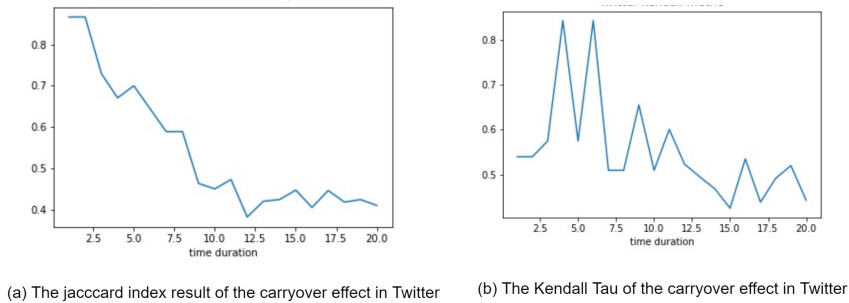 0.8
0.7
0.6
0.5
0.4
2.5 5.0 7.5 10.0 12.5 15.0 17.5 20.0
time duration
(a) The jacccard index result of the carryover effect in Twitter
0.8
0.7
0.6
0.5
2.5 5.0 7.5 10.0 12.5 15.0 17.5 20.0
time duration
(b) The Kendall Tau of the carryover effect in Twitter